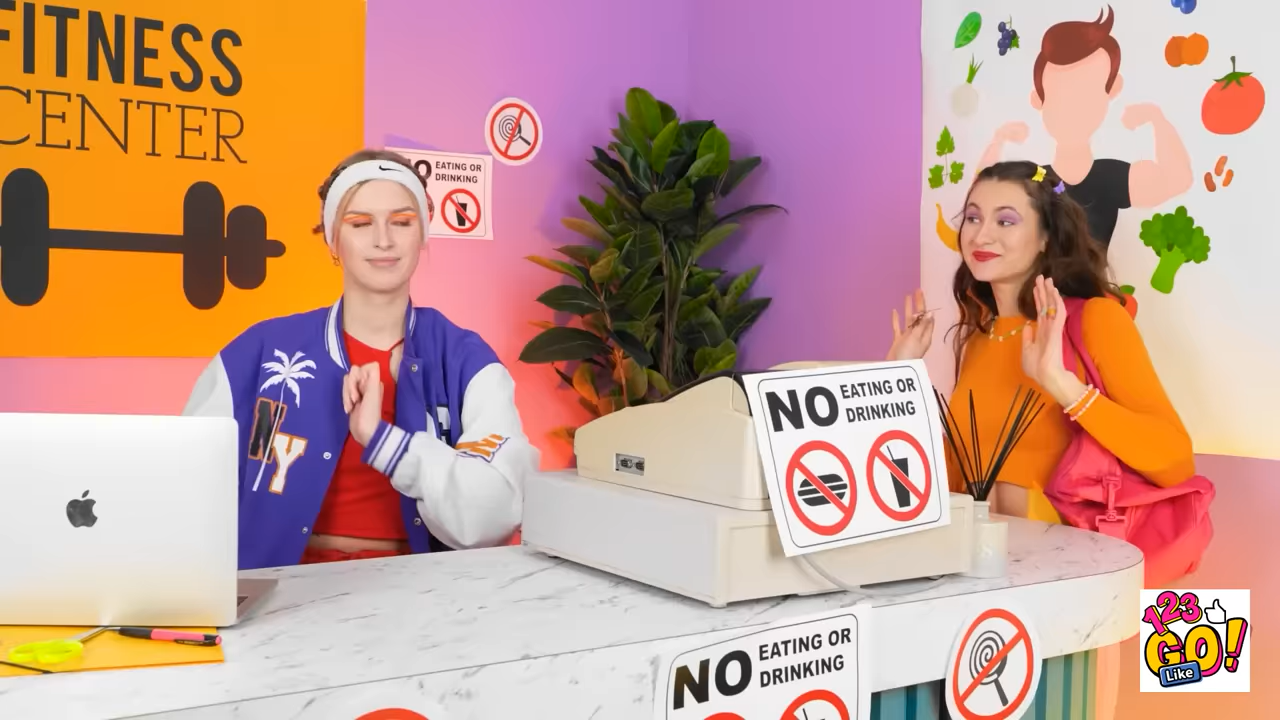 FITNESS
CENTER
NO EATING OR
DRINKING
NY
NO EATING OR
DRINKING
NO EATING OR
DRINKING
123
GO!
Like